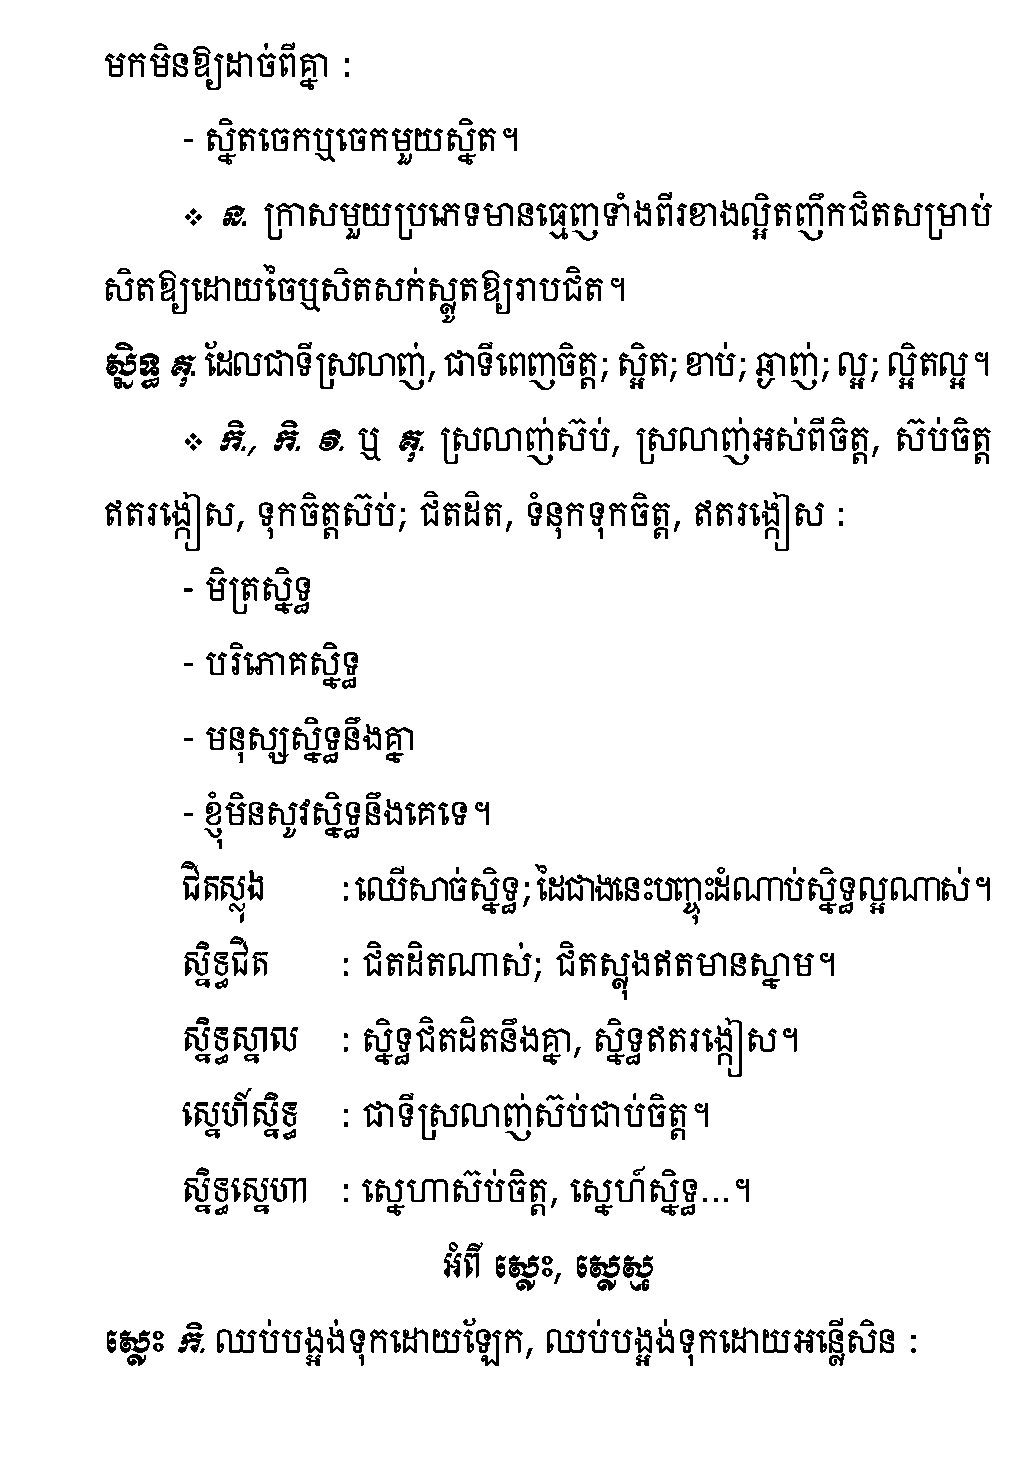 មកមិនឱ្យដាច់ពីគ្នា :
- ស្និតចេកឬចេកមួយស្និត។
❖ ន. ក្រាសមួយប្រភេទមានធ្មេញទាំងពីរខាងល្អិតញឹកជិតសម្រាប់
សិតឱ្យដោយចៃឬសិតសក់ស្លូតឱ្យរាបជិត។
ស្និទ្ធ គុ. ដែលជាទីស្រលាញ់, ជាទីពេញចិត្ត; ស្អិត; ខាប់; ឆ្ងាញ់; ល្អ; ល្អិតល្អ។
❖ កិ., កិ. វិ. ឬ គុ. ស្រលាញ់ស៊ប់, ស្រលាញ់អស់ពីចិត្ត, ស៊ប់ចិត្ត
ឥតរង្កៀស, ទុកចិត្តស៊ប់; ជិតដិត, ទំនុកទុកចិត្ត, ឥតរង្កៀស :
- មិត្រស្និទ្ធ
- បរិភោគស្និទ្ធ
- មនុស្សស្និទ្ធនឹងគ្នា
- ខ្ញុំមិនសូវស្និទ្ធនឹងគេទេ។
ជិតស្លុង : ឈើសាច់ស្និទ្ធ; ដៃជាងនេះបញ្ចុះដំណាប់ស្និទ្ធល្អណាស់។
ស្និទ្ធជិត : ជិតដិតណាស់; ជិតស្លុងឥតមានស្នាម។
ស្និទ្ធស្នាល : ស្និទ្ធជិតដិតនឹងគ្នា, ស្និទ្ធឥតរង្កៀស។
ស្នេហ៍ស្និទ្ធ : ជាទីស្រលាញ់ស៊ប់ជាប់ចិត្ត។
ស្និទ្ធស្នេហា : ស្នេហាស៊ប់ចិត្ត, ស្នេហ៍ស្និទ្ធ...។
អំពី ស្លេះ, ស្លេស្ម
ស្លេះ កិ. ឈប់បង្អង់ទុកដោយឡែក, ឈប់បង្អង់ទុកដោយអន្លើសិន :